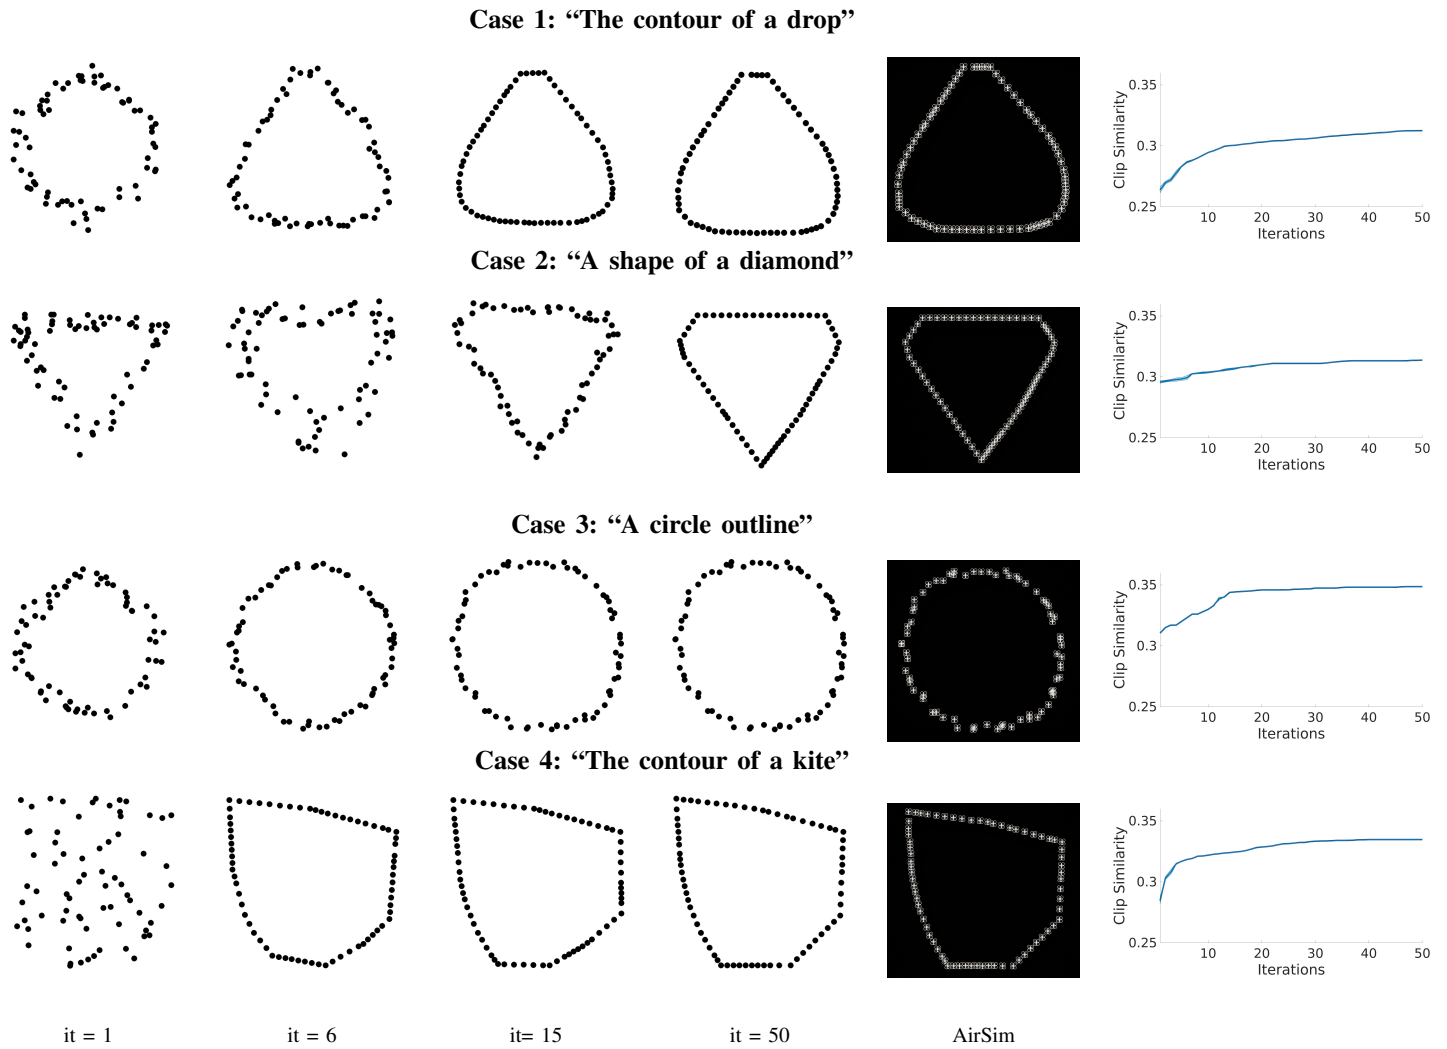 Case 1: “The contour of a drop”
0.35
0.3
0.25
Clip Similarity
10 20 30 40 50
Iterations
Case 2: “A shape of a diamond”
0.35
0.3
0.25
Clip Similarity
10 20 30 40 50
Iterations
Case 3: “A circle outline”
0.35
0.3
0.25
Clip Similarity
10 20 30 40 50
Iterations
Case 4: “The contour of a kite”
0.35
0.3
0.25
Clip Similarity
10 20 30 40 50
Iterations
it = 1 it = 6 it= 15 it = 50 AirSim